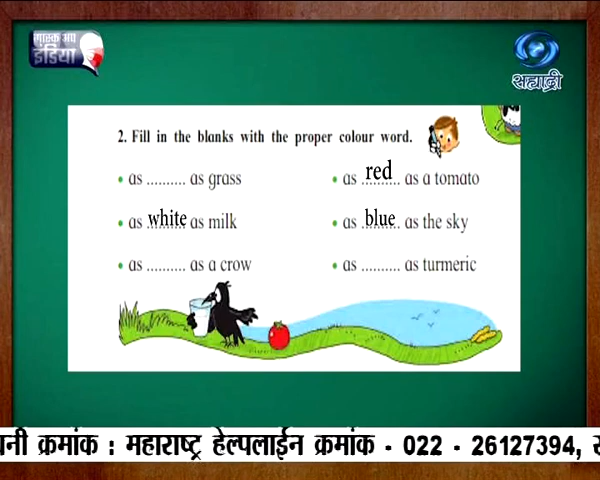 मास्क अप
इंडिया
सह्याद्री
2. Fill in the blanks with the proper colour word.
• as .......... as grass
• as red as a tomato
• as white as milk
• as blue as the sky
• as .......... as a crow
• as .......... as turmeric
क्रमांक : महाराष्ट्र हेल्पलाईन क्रमांक - 022 - 26127394,